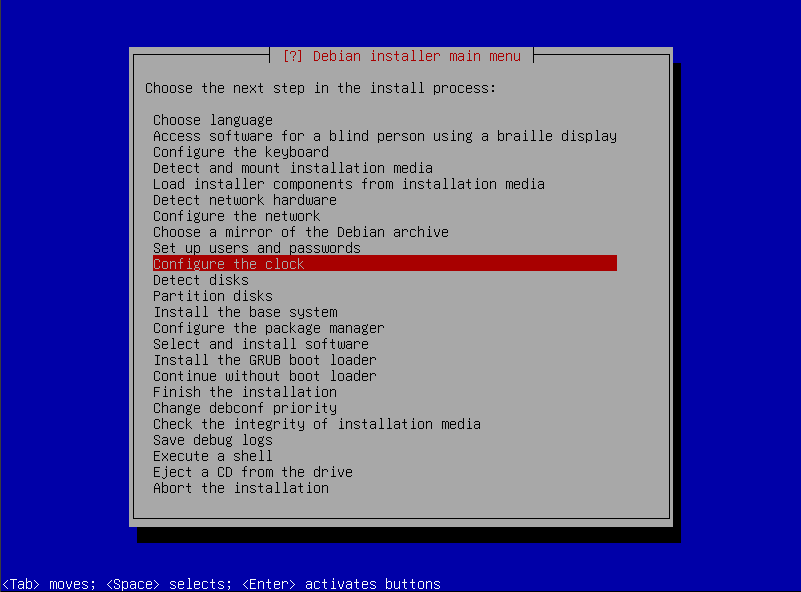 [?] Debian installer main menu
Choose the next step in the install process:
Choose language
Access software for a blind person using a braille display
Configure the keyboard
Detect and mount installation media
Load installer components from installation media
Detect network hardware
Configure the network
Choose a mirror of the Debian archive
Set up users and passwords
Configure the clock
Detect disks
Partition disks
Install the base system
Configure the package manager
Select and install software
Install the GRUB boot loader
Continue without boot loader
Finish the installation
Change debconf priority
Check the integrity of installation media
Save debug logs
Execute a shell
Eject a CD from the drive
Abort the installation
<Tab> moves; <Space> selects; <Enter> activates buttons